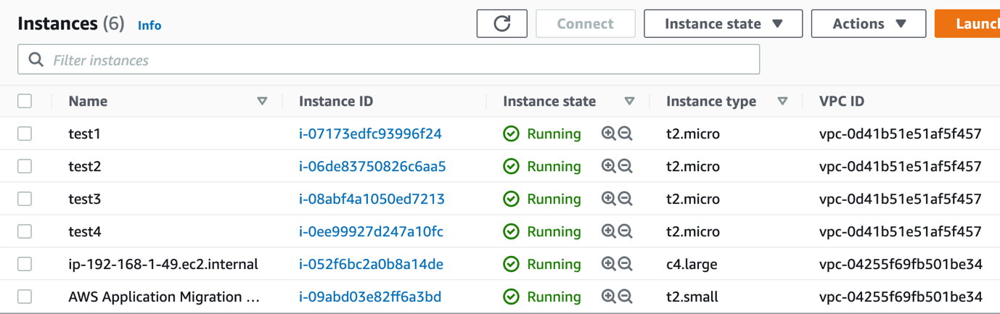 Instances (6) Info Connect Instance state Actions
Filter instances
Name Instance ID Instance state Instance type VPC ID
test1 i-07173edfc93996f24 Running t2.micro vpc-0d41b51e51af5f457
test2 i-06de83750826c6aa5 Running t2.micro vpc-0d41b51e51af5f457
test3 i-08abf4a1050ed7213 Running t2.micro vpc-0d41b51e51af5f457
test4 i-0ee99927d247a10fc Running t2.micro vpc-0d41b51e51af5f457
ip-192-168-1-49.ec2.internal i-052f6bc2a0b8a14de Running c4.large vpc-04255f69fb501be34
AWS Application Migration ... i-09abd03e82ff6a3bd Running t2.small vpc-04255f69fb501be34